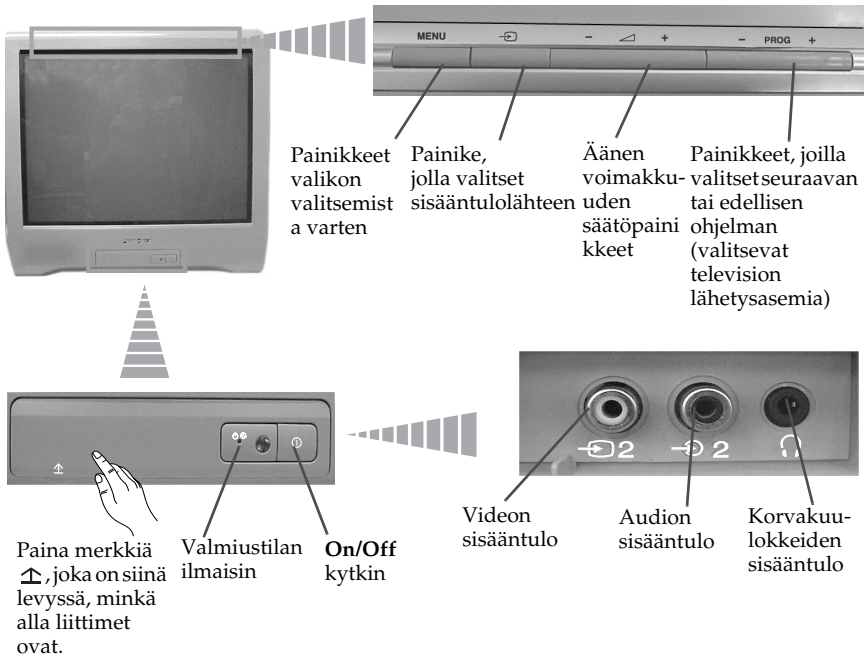 MENU
- +
- PROG +
Painikkeet
valikon
valitsemist
a varten
Painike,
jolla valitset
sisääntulolähteen
Äänen
voimakku-
uden
säätöpaini
kkeet
Painikkeet, joilla
valitset seuraavan
tai edellisen
ohjelman
(valitsevat
television
lähetysasemia)
2
2
Paina merkkiä
, joka on siinä
levyssä, minkä
alla liittimet
ovat.
Valmiustilan
ilmaisin
On/Off
kytkin
Videon
sisääntulo
Audion
sisääntulo
Korvakuu-
lokkeiden
sisääntulo